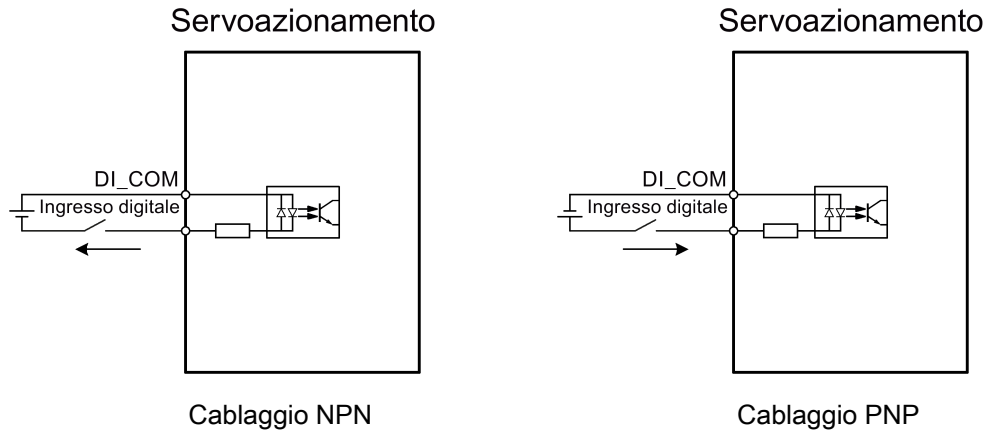 Servoazionamento
DI_COM
Ingresso digitale
Cablaggio NPN
Servoazionamento
DI_COM
Ingresso digitale
Cablaggio PNP